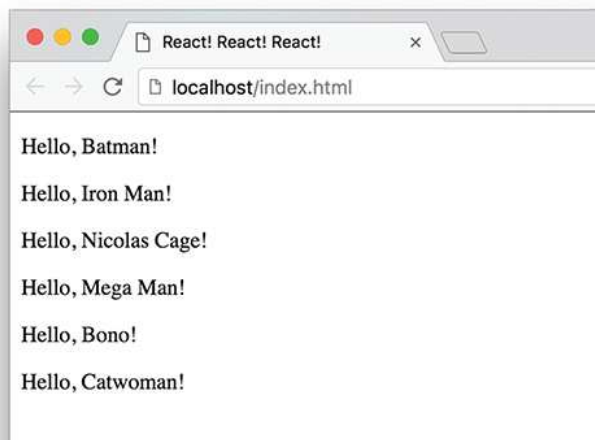 React! React! React!
localhost/index.html
Hello, Batman!
Hello, Iron Man!
Hello, Nicolas Cage!
Hello, Mega Man!
Hello, Bono!
Hello, Catwoman!